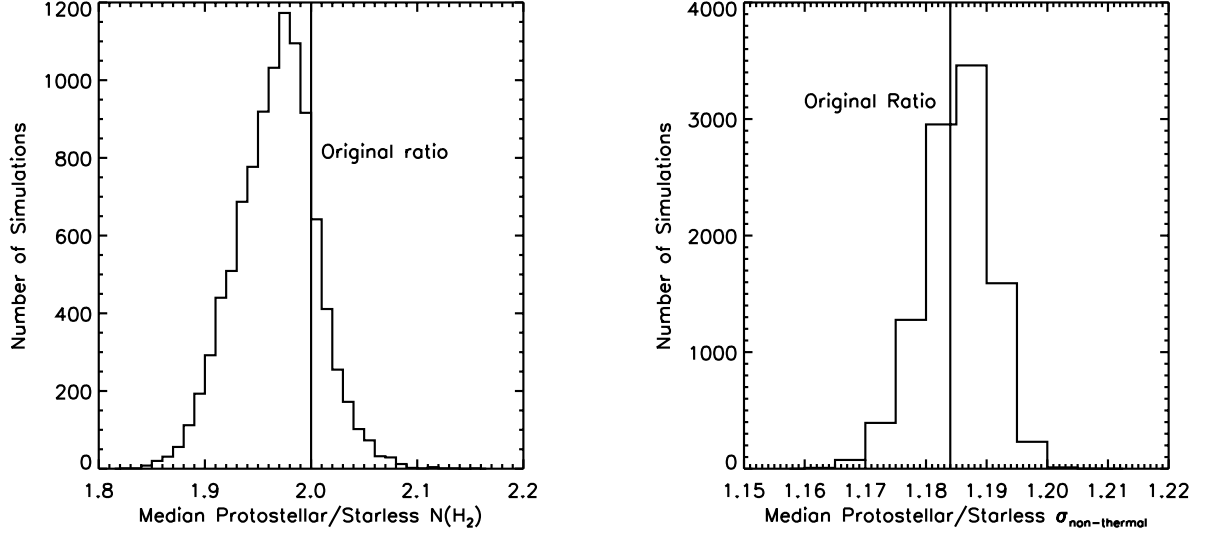 1200
1000
800
600
400
200
0
Number of Simulations
Original ratio
1.8 1.9 2.0 2.1 2.2
Median Protostellar/Starless N(H₂)
4000
3000
2000
1000
0
Number of Simulations
Original Ratio
1.15 1.16 1.17 1.18 1.19 1.20 1.21 1.22
Median Protostellar/Starless σnon-thermal